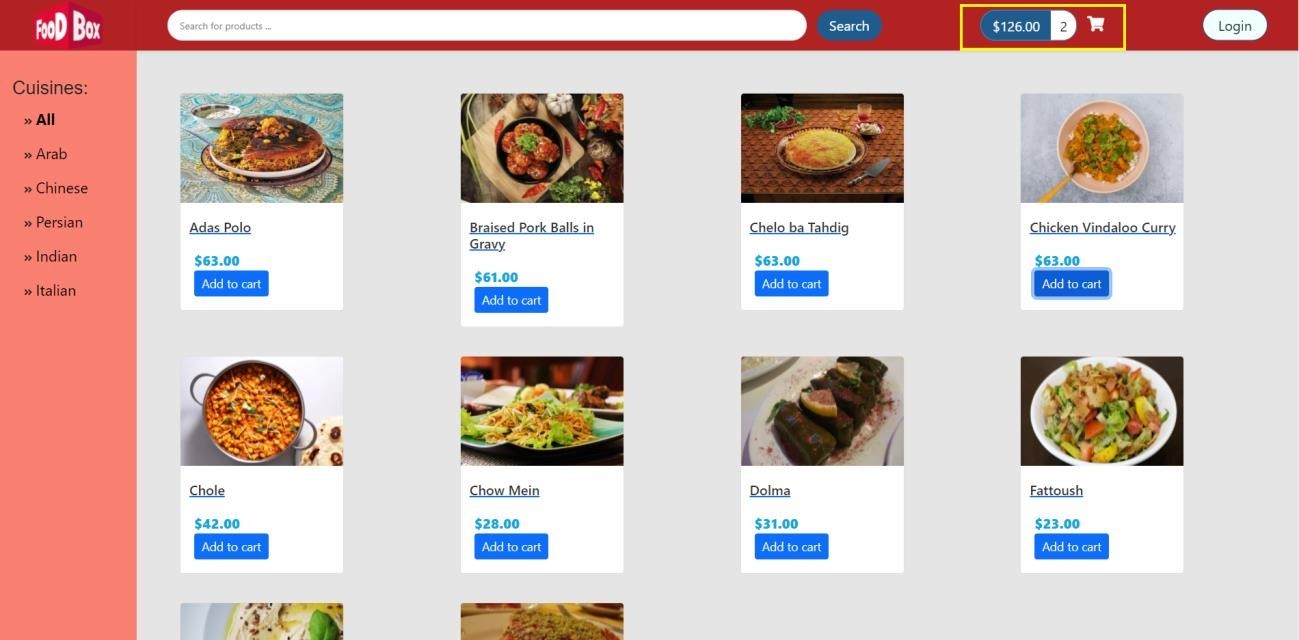 FooD Box
Search for products ...
Search
$126.00 2
Login
Cuisines:
» All
» Arab
» Chinese
» Persian
» Indian
» Italian
Adas Polo
$63.00
Add to cart
Braised Pork Balls in
Gravy
$61.00
Add to cart
Chelo ba Tahdig
$63.00
Add to cart
Chicken Vindaloo Curry
$63.00
Add to cart
Chole
$42.00
Add to cart
Chow Mein
$28.00
Add to cart
Dolma
$31.00
Add to cart
Fattoush
$23.00
Add to cart